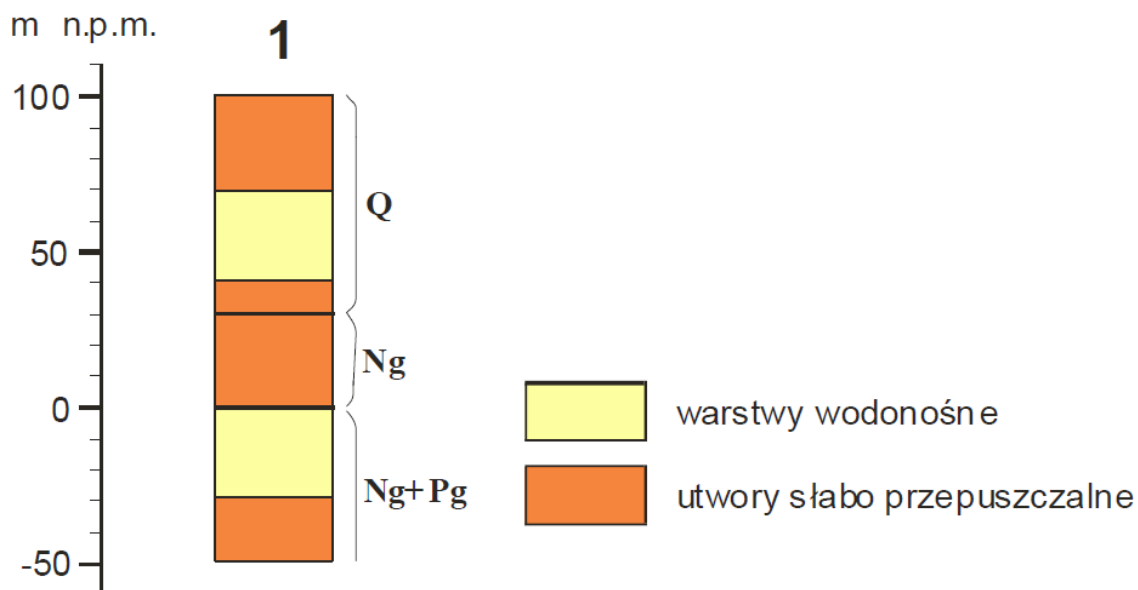 m n.p.m.
1
100
50
0
-50
Q
Ng
Ng+Pg
warstwy wodonośne
utwory słabo przepuszczalne